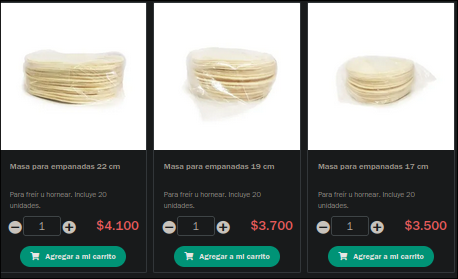 Masa para empanadas 22 cm
Para freír u hornear. Incluye 20
unidades.
1
$4.100
Agregar a mi carrito
Masa para empanadas 19 cm
Para freír u hornear. Incluye 20
unidades.
1
$3.700
Agregar a mi carrito
Masa para empanadas 17 cm
Para freír u hornear. Incluye 20
unidades.
1
$3.500
Agregar a mi carrito